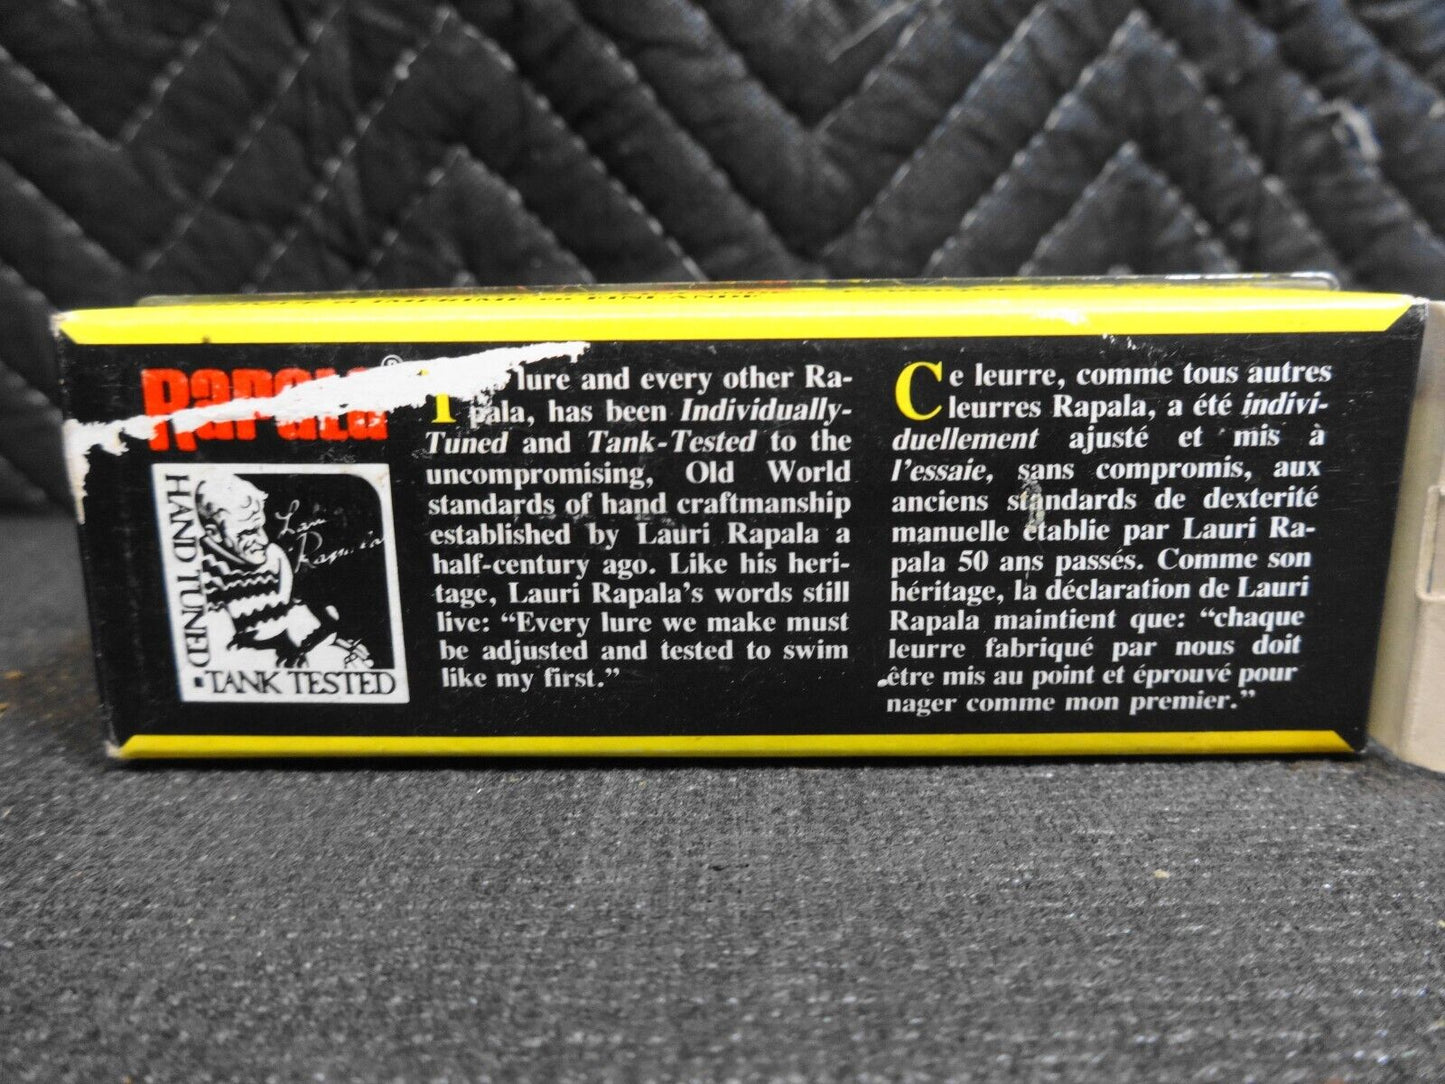 IMPRIMÉ en FINLANDE
RAPALA®
HAND TUNED
TANK TESTED
Lauri
Rapala
T lure and every other Ra-
pala, has been Individually-
Tuned and Tank-Tested to the
uncompromising, Old World
standards of hand craftmanship
established by Lauri Rapala a
half-century ago. Like his heri-
tage, Lauri Rapala's words still
live: “Every lure we make must
be adjusted and tested to swim
like my first.”
Ce leurre, comme tous autres
leurres Rapala, a été indivi-
duellement ajusté et mis à
l'essaie, sans compromis, aux
anciens standards de dexterité
manuelle établie par Lauri Ra-
pala 50 ans passés. Comme son
héritage, la déclaration de Lauri
Rapala maintient que: “chaque
leurre fabriqué par nous doit
être mis au point et éprouvé pour
nager comme mon premier.”